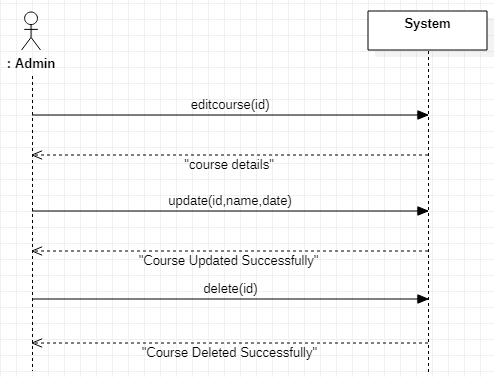 System
: Admin
editcourse(id)
"course details"
update(id,name,date)
"Course Updated Successfully"
delete(id)
"Course Deleted Successfully"